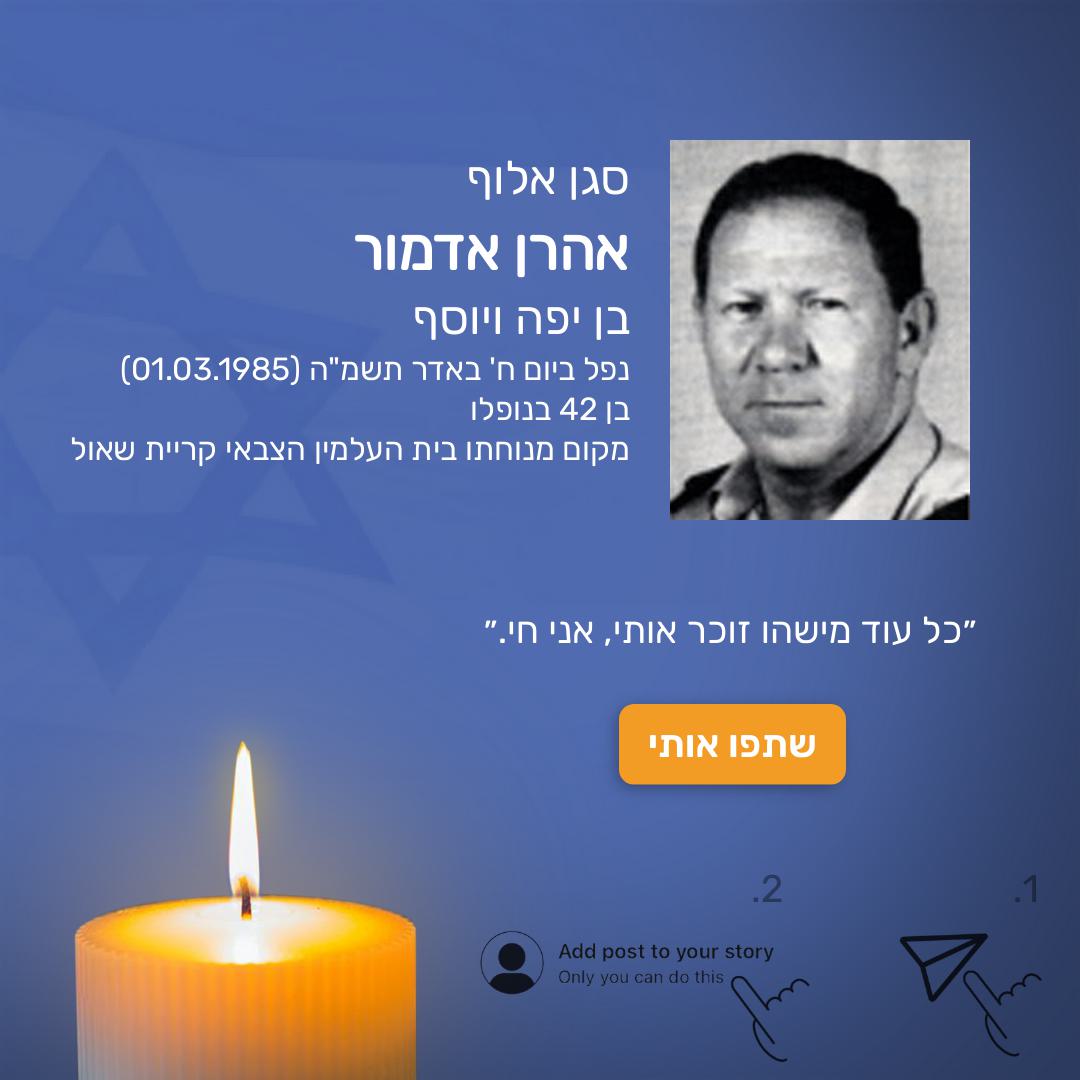 סגן אלוף
אהרן אדמור
בן יפה ויוסף
נפל ביום ח' באדר תשמ"ה (01.03.1985)
בן 42 בנופלו
מקום מנוחתו בית העלמין הצבאי קריית שאול
״כל עוד מישהו זוכר אותי, אני חי.״
שתפו אותי
1.
2.
Add post to your story
Only you can do this